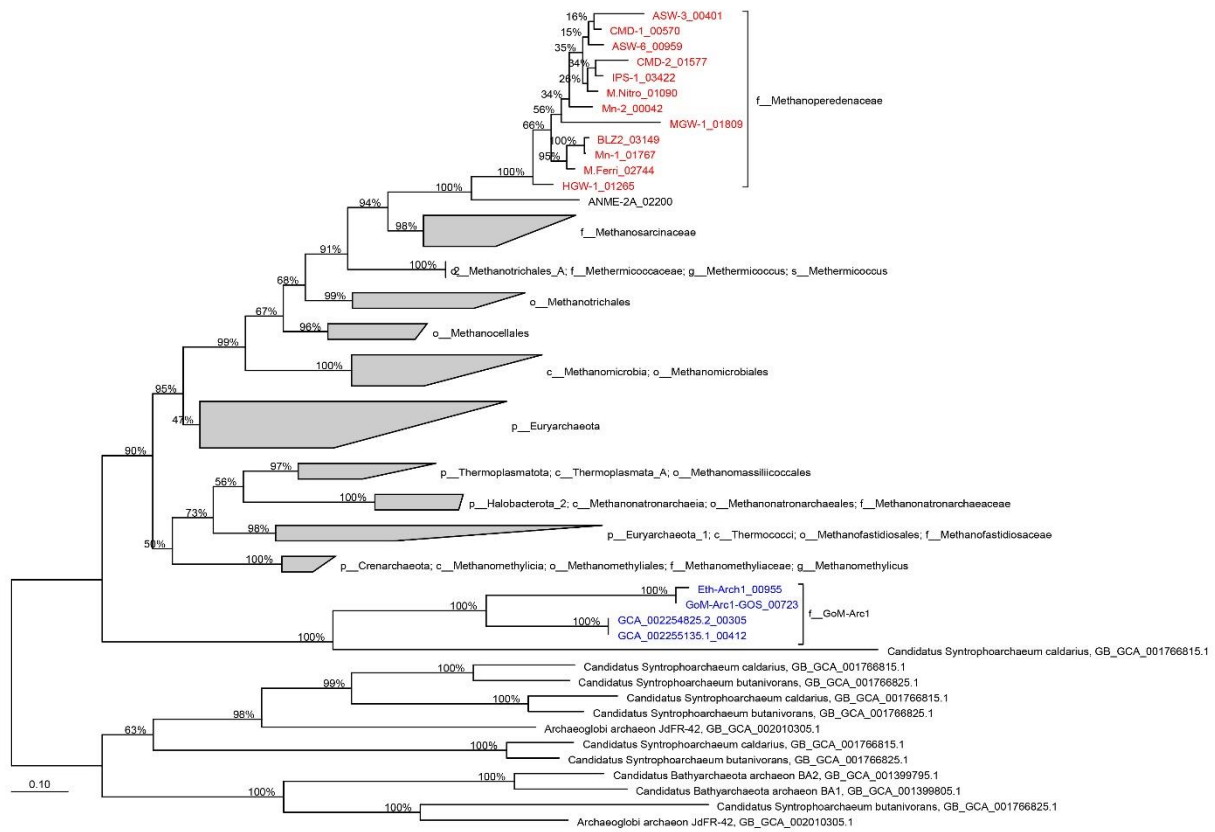 16% ASW-3_00401
15% CMD-1_00570
35% ASW-6_00959
34% CMD-2_01577
26% IPS-1_03422
M.Nitro_01090
f__Methanoperedenaceae
34% Mn-2_00042
56% MGW-1_01809
66% 100% BLZ2_03149
95% Mn-1_01767
M.Ferri_02744
100% HGW-1_01265
100% ANME-2A_02200
94%
98% f__Methanosarcinaceae
91%
100% o__Methanotrichales_A; f__Methermicoccaceae; g__Methermicoccus; s__Methermicoccus
68%
99% o__Methanotrichales
67%
96% o__Methanocellales
99%
100% c__Methanomicrobia; o__Methanomicrobiales
95%
47% p__Euryarchaeota
90%
97% p__Thermoplasmatota; c__Thermoplasmata_A; o__Methanomassiliicoccales
56%
100% p__Halobacterota_2; c__Methanonatronarchaeia; o__Methanonatronarchaeales; f__Methanonatronarchaeaceae
73%
98% p__Euryarchaeota_1; c__Thermococci; o__Methanofastidiosales; f__Methanofastidiosaceae
50%
100% p__Crenarchaeota; c__Methanomethylicia; o__Methanomethyliales; f__Methanomethyliaceae; g__Methanomethylicus
100% Eth-Arch1_00955
100% GoM-Arc1-GOS_00723
f__GoM-Arc1
100% GCA_002254825.2_00305
100% GCA_002255135.1_00412
Candidatus Syntrophoarchaeum caldarius, GB_GCA_001766815.1
100% Candidatus Syntrophoarchaeum caldarius, GB_GCA_001766815.1
99% Candidatus Syntrophoarchaeum butanivorans, GB_GCA_001766825.1
100% Candidatus Syntrophoarchaeum caldarius, GB_GCA_001766815.1
98% Candidatus Syntrophoarchaeum butanivorans, GB_GCA_001766825.1
63% Archaeoglobi archaeon JdFR-42, GB_GCA_002010305.1
100% Candidatus Syntrophoarchaeum caldarius, GB_GCA_001766815.1
Candidatus Syntrophoarchaeum butanivorans, GB_GCA_001766825.1
100% Candidatus Bathyarchaeota archaeon BA2, GB_GCA_001399795.1
0.10
100% Candidatus Bathyarchaeota archaeon BA1, GB_GCA_001399805.1
100% Candidatus Syntrophoarchaeum butanivorans, GB_GCA_001766825.1
Archaeoglobi archaeon JdFR-42, GB_GCA_002010305.1